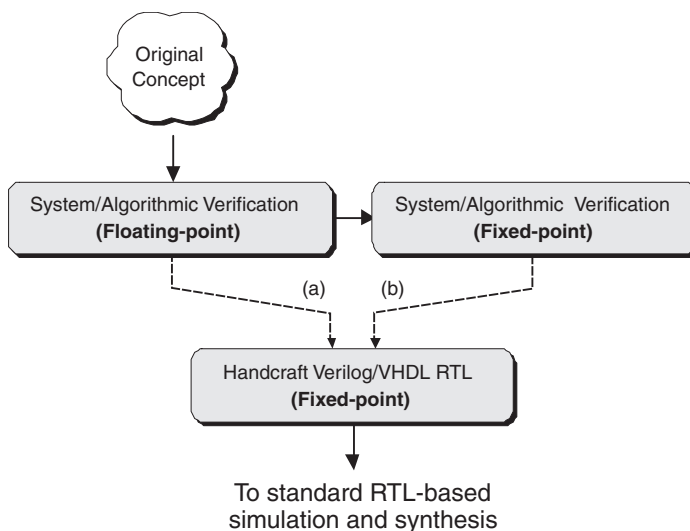 Original
Concept
System/Algorithmic Verification
(Floating-point)
System/Algorithmic Verification
(Fixed-point)
(a)
(b)
Handcraft Verilog/VHDL RTL
(Fixed-point)
To standard RTL-based
simulation and synthesis